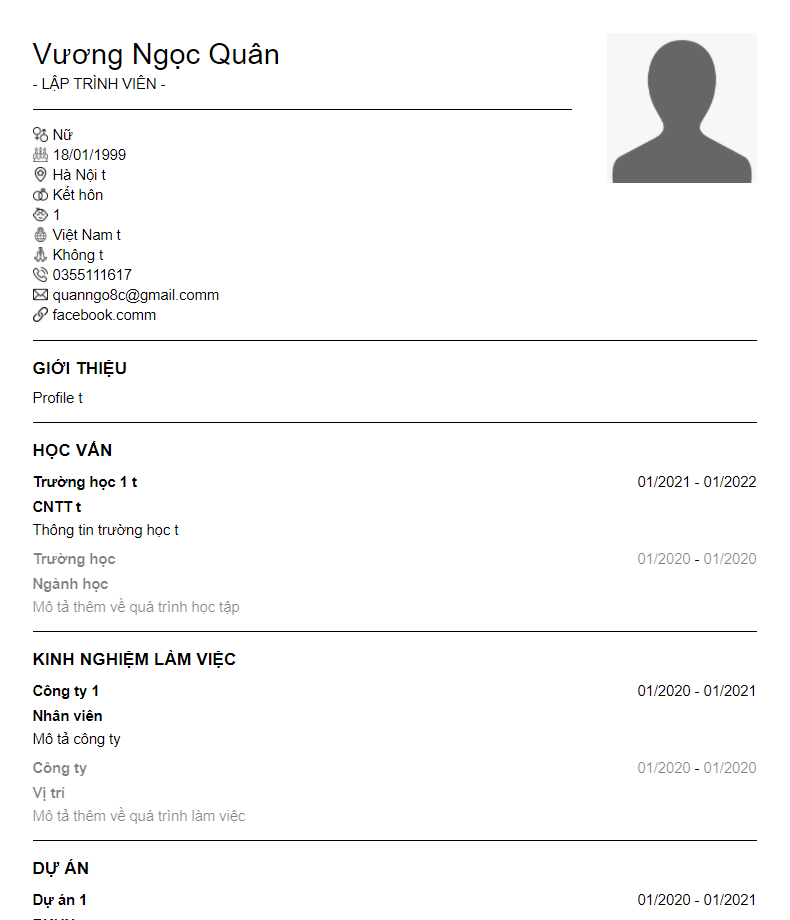 Vương Ngọc Quân
- LẬP TRÌNH VIÊN -
Nữ
18/01/1999
Hà Nội t
Kết hôn
1
Việt Nam t
Không t
0355111617
quanngo8c@gmail.comm
facebook.comm
GIỚI THIỆU
Profile t
HỌC VẤN
Trường học 1 t 01/2021 - 01/2022
CNTT t
Thông tin trường học t
Trường học 01/2020 - 01/2020
Ngành học
Mô tả thêm về quá trình học tập
KINH NGHIỆM LÀM VIỆC
Công ty 1 01/2020 - 01/2021
Nhân viên
Mô tả công ty
Công ty 01/2020 - 01/2020
Vị trí
Mô tả thêm về quá trình làm việc
DỰ ÁN
Dự án 1 01/2020 - 01/2021